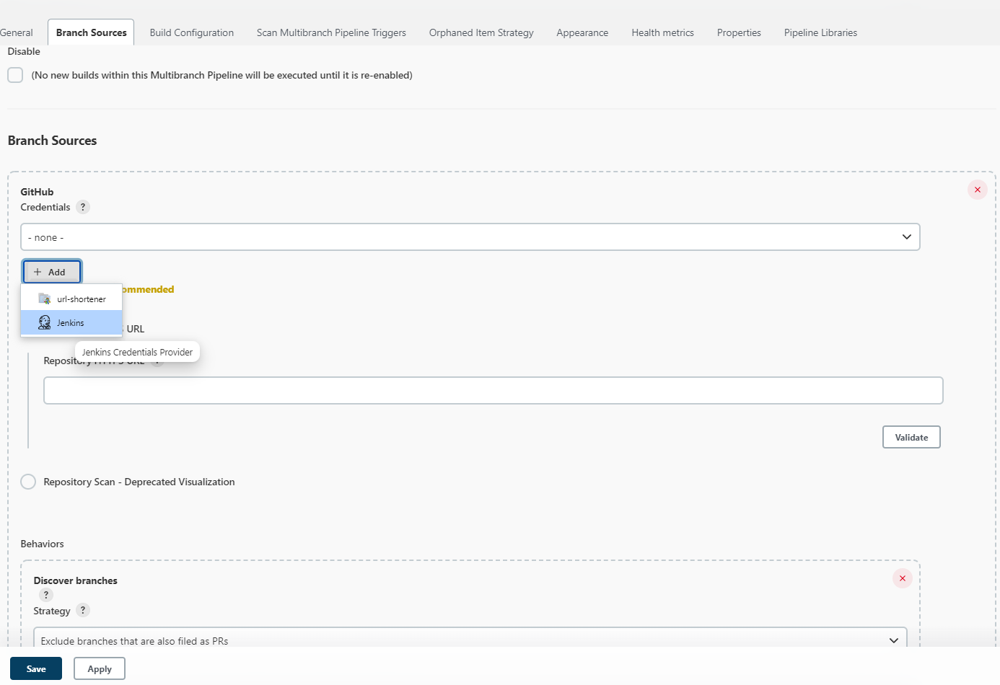 General Branch Sources Build Configuration Scan Multibranch Pipeline Triggers Orphaned Item Strategy Appearance Health metrics Properties Pipeline Libraries
Disable
(No new builds within this Multibranch Pipeline will be executed until it is re-enabled)
Branch Sources
GitHub
Credentials ?
- none -
+ Add
ommended
url-shortener
Jenkins
URL
Jenkins Credentials Provider
Repository HTTPS URL ?
Validate
Repository Scan - Deprecated Visualization
Behaviors
Discover branches
?
Strategy ?
Exclude branches that are also filed as PRs
Save Apply